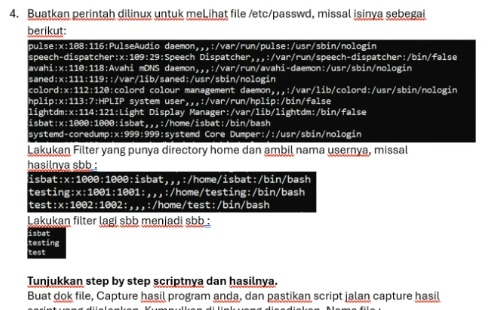 4. Buatkan perintah dilinux untuk meLihat file /etc/passwd, missal isinya sebegai
berikut:
pulse:x:108:116:PulseAudio daemon,,,:/var/run/pulse:/usr/sbin/nologin
speech-dispatcher:x:109:29:Speech Dispatcher,,,:/var/run/speech-dispatcher:/bin/false
avahi:x:110:118:Avahi mDNS daemon,,,:/var/run/avahi-daemon:/usr/sbin/nologin
saned:x:111:119::/var/lib/saned:/usr/sbin/nologin
colord:x:112:120:colord colour management daemon,,,:/var/lib/colord:/usr/sbin/nologin
hplip:x:113:7:HPLIP system user,,,:/var/run/hplip:/bin/false
lightdm:x:114:121:Light Display Manager:/var/lib/lightdm:/bin/false
isbat:x:1000:1000:isbat,,,:/home/isbat:/bin/bash
systemd-coredump:x:999:999:systemd Core Dumper:/:/usr/sbin/nologin
Lakukan Filter yang punya directory home dan ambil nama usernya, missal
hasilnya sbb :
isbat:x:1000:1000:isbat,,,:/home/isbat:/bin/bash
testing:x:1001:1001:,,,:/home/testing:/bin/bash
test:x:1002:1002:,,,:/home/test:/bin/bash
Lakukan filter lagi sbb menjadi sbb :
isbat
testing
test
Tunjukkan step by step scriptnya dan hasilnya.
Buat dok file, Capture hasil program anda, dan pastikan script jalan capture hasil
script yang dijalankan. Kumpulkan di link yang disediakan. Nama file :